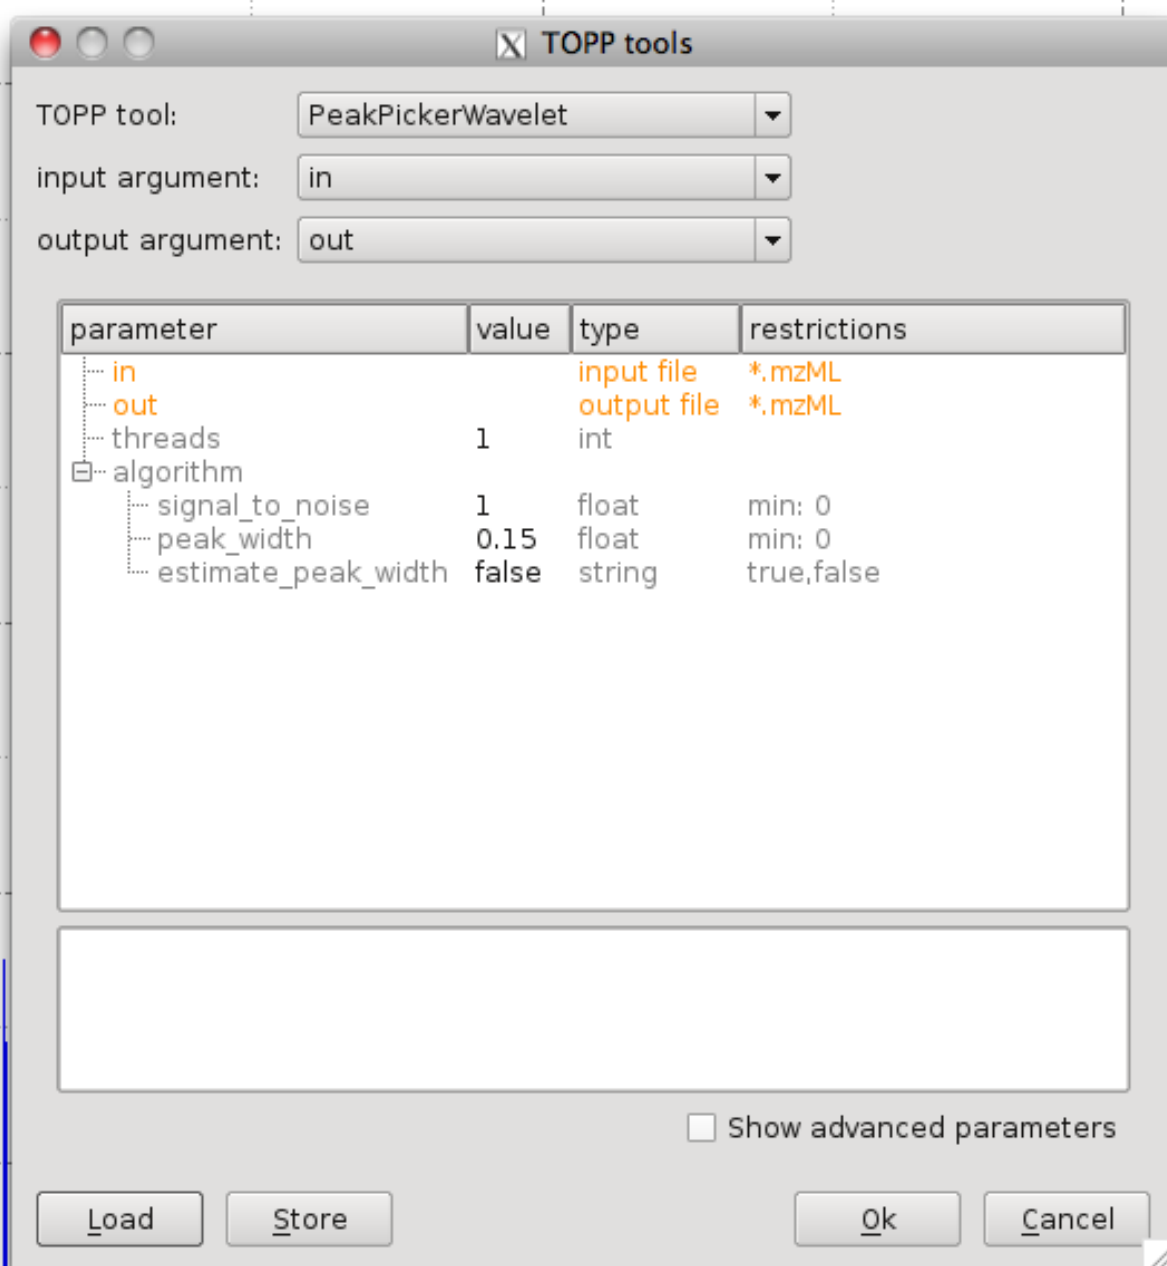 TOPP tools
TOPP tool: PeakPickerWavelet
input argument: in
output argument: out
parameter value type restrictions
in input file *.mzML
out output file *.mzML
threads 1 int
algorithm
signal_to_noise 1 float min: 0
peak_width 0.15 float min: 0
estimate_peak_width false string true,false
Show advanced parameters
Load Store Ok Cancel